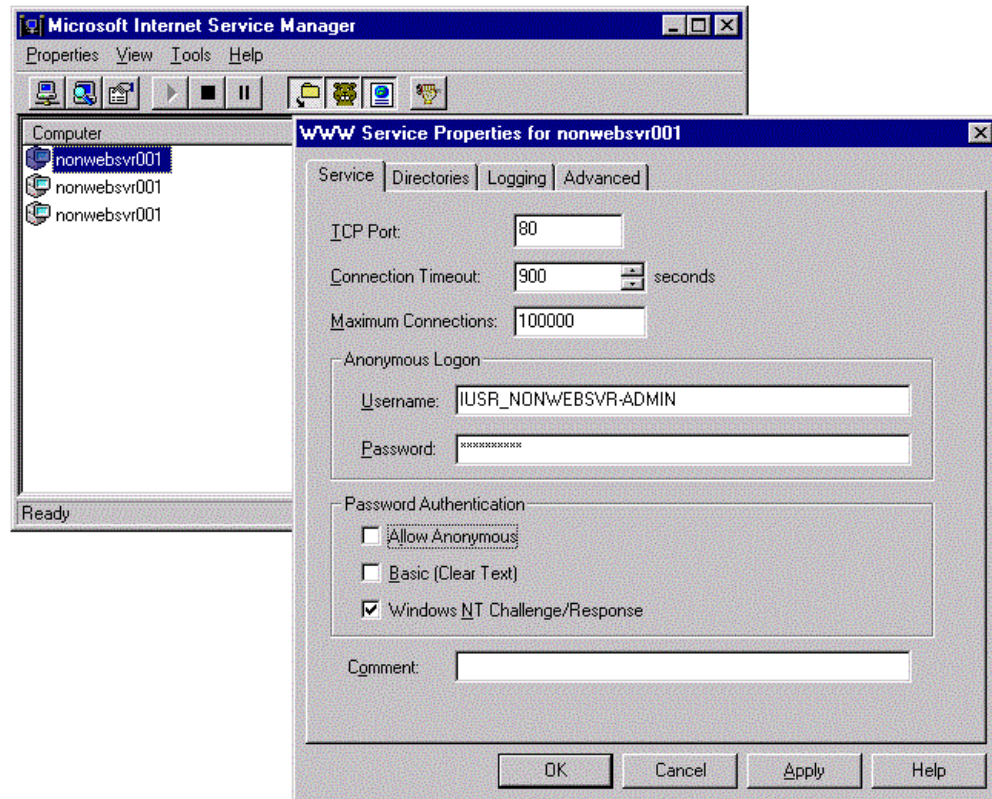 Microsoft Internet Service Manager
Properties View Tools Help
Computer
nonwebsvr001
nonwebsvr001
nonwebsvr001
Ready
WWW Service Properties for nonwebsvr001
Service Directories Logging Advanced
TCP Port: 80
Connection Timeout: 900 seconds
Maximum Connections: 100000
Anonymous Logon
Username: IUSR_NONWEBSVR-ADMIN
Password: **********
Password Authentication
Allow Anonymous
Basic (Clear Text)
Windows NT Challenge/Response
Comment:
OK Cancel Apply Help